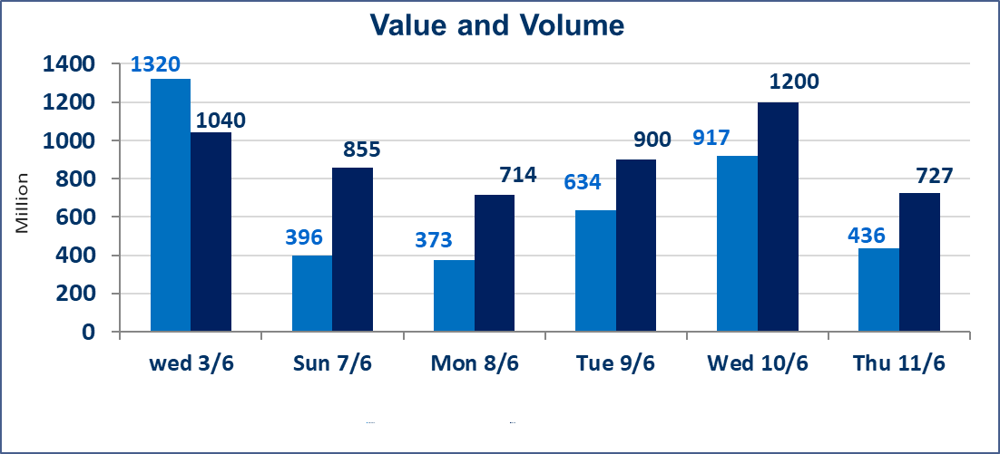 Value and Volume
Million
1400
1200
1000
800
600
400
200
0
1320
1040
396
855
373
714
634
900
917
1200
436
727
wed 3/6
Sun 7/6
Mon 8/6
Tue 9/6
Wed 10/6
Thu 11/6